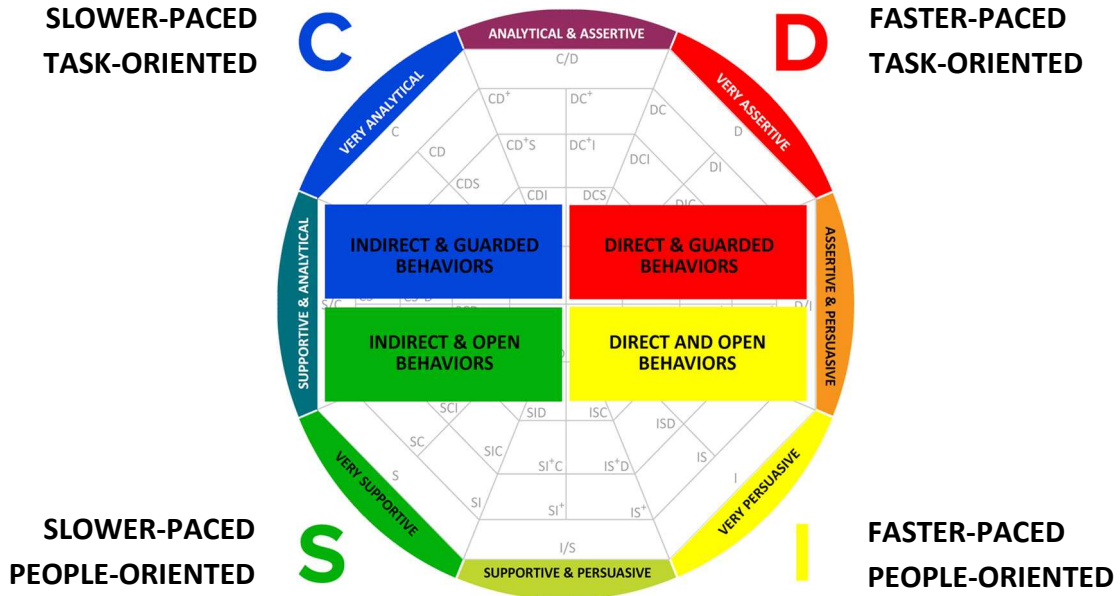 SLOWER-PACED
TASK-ORIENTED
C
ANALYTICAL & ASSERTIVE
D
FASTER-PACED
TASK-ORIENTED
VERY ANALYTICAL
VERY ASSERTIVE
C/D
CD+
DC+
C
DC
D
CD
CD+S
DC+I
DCI
DI
CDS
CDI
DCS
DIC
INDIRECT & GUARDED
BEHAVIORS
DIRECT & GUARDED
BEHAVIORS
SUPPORTIVE & ANALYTICAL
ASSERTIVE & PERSUASIVE
S/C
D/I
INDIRECT & OPEN
BEHAVIORS
DIRECT AND OPEN
BEHAVIORS
SCI
SID
ISC
ISD
SC
SIC
IS
S
SI+C
IS+D
I
SI
SI+
IS+
VERY SUPPORTIVE
VERY PERSUASIVE
I/S
SLOWER-PACED
PEOPLE-ORIENTED
S
SUPPORTIVE & PERSUASIVE
I
FASTER-PACED
PEOPLE-ORIENTED